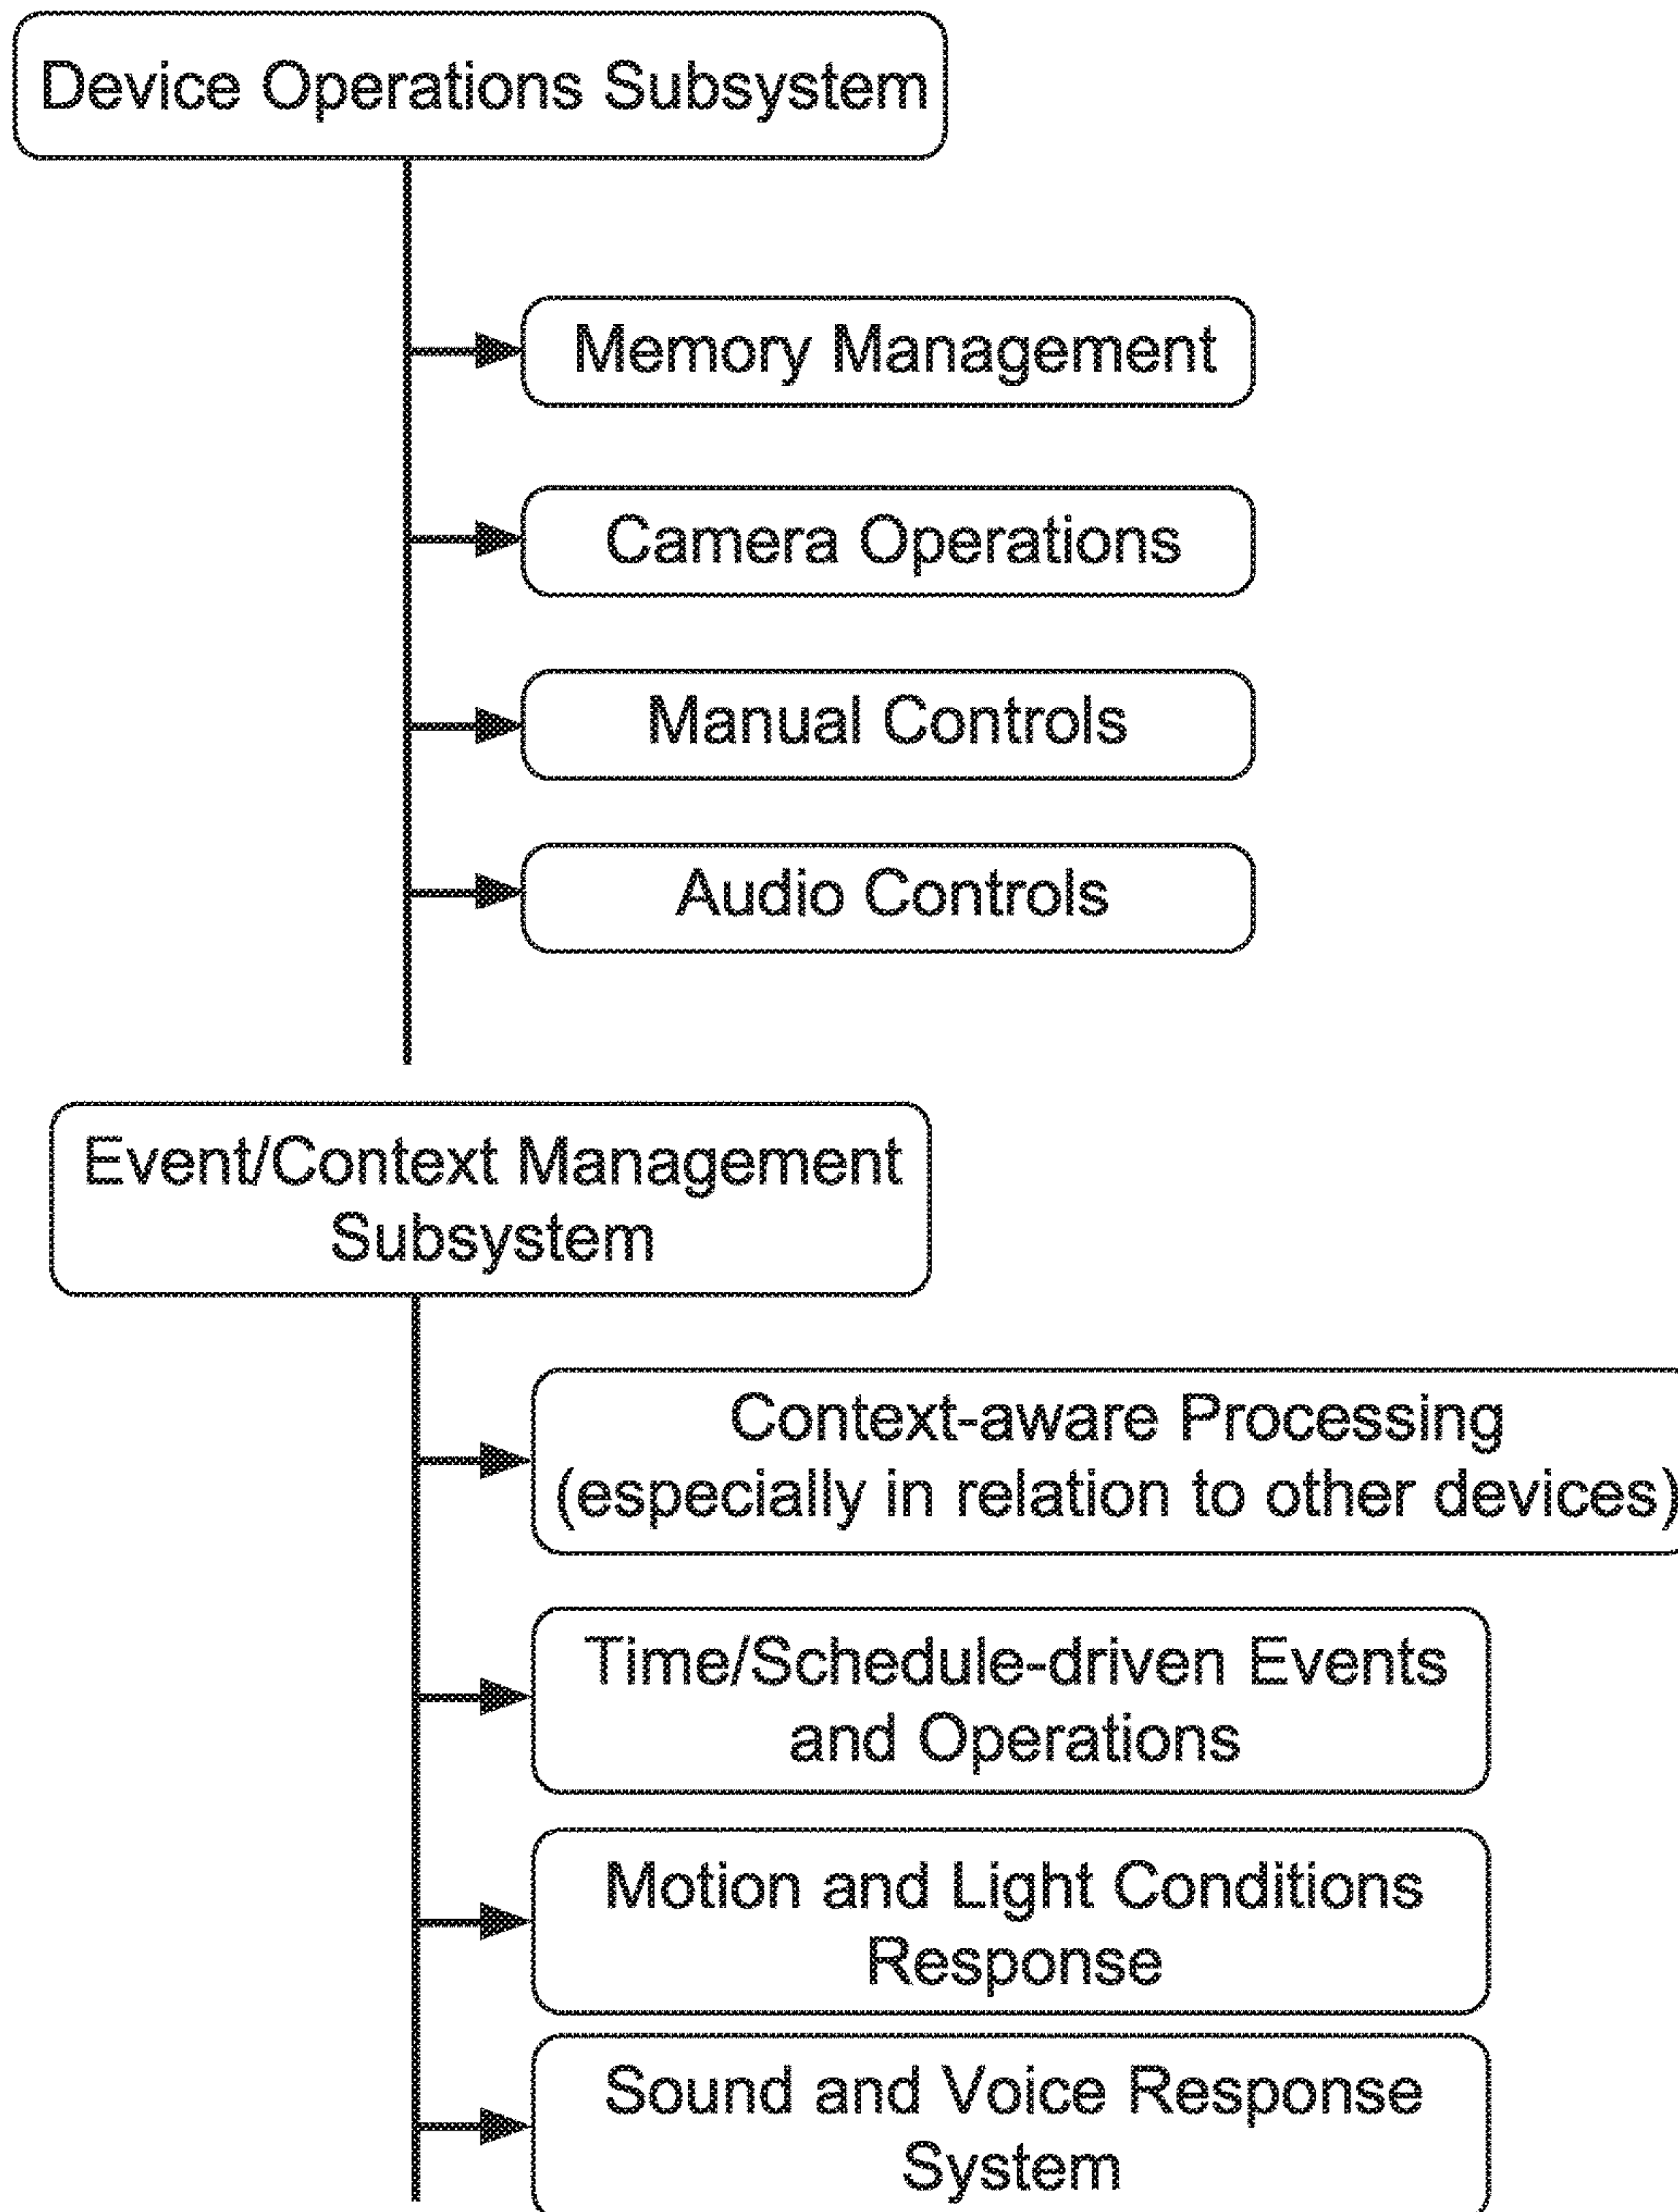 Device Operations Subsystem
Memory Management
Camera Operations
Manual Controls
Audio Controls
Event/Context Management
Subsystem
Context-aware Processing
(especially in relation to other devices)
Time/Schedule-driven Events
and Operations
Motion and Light Conditions
Response
Sound and Voice Response
System